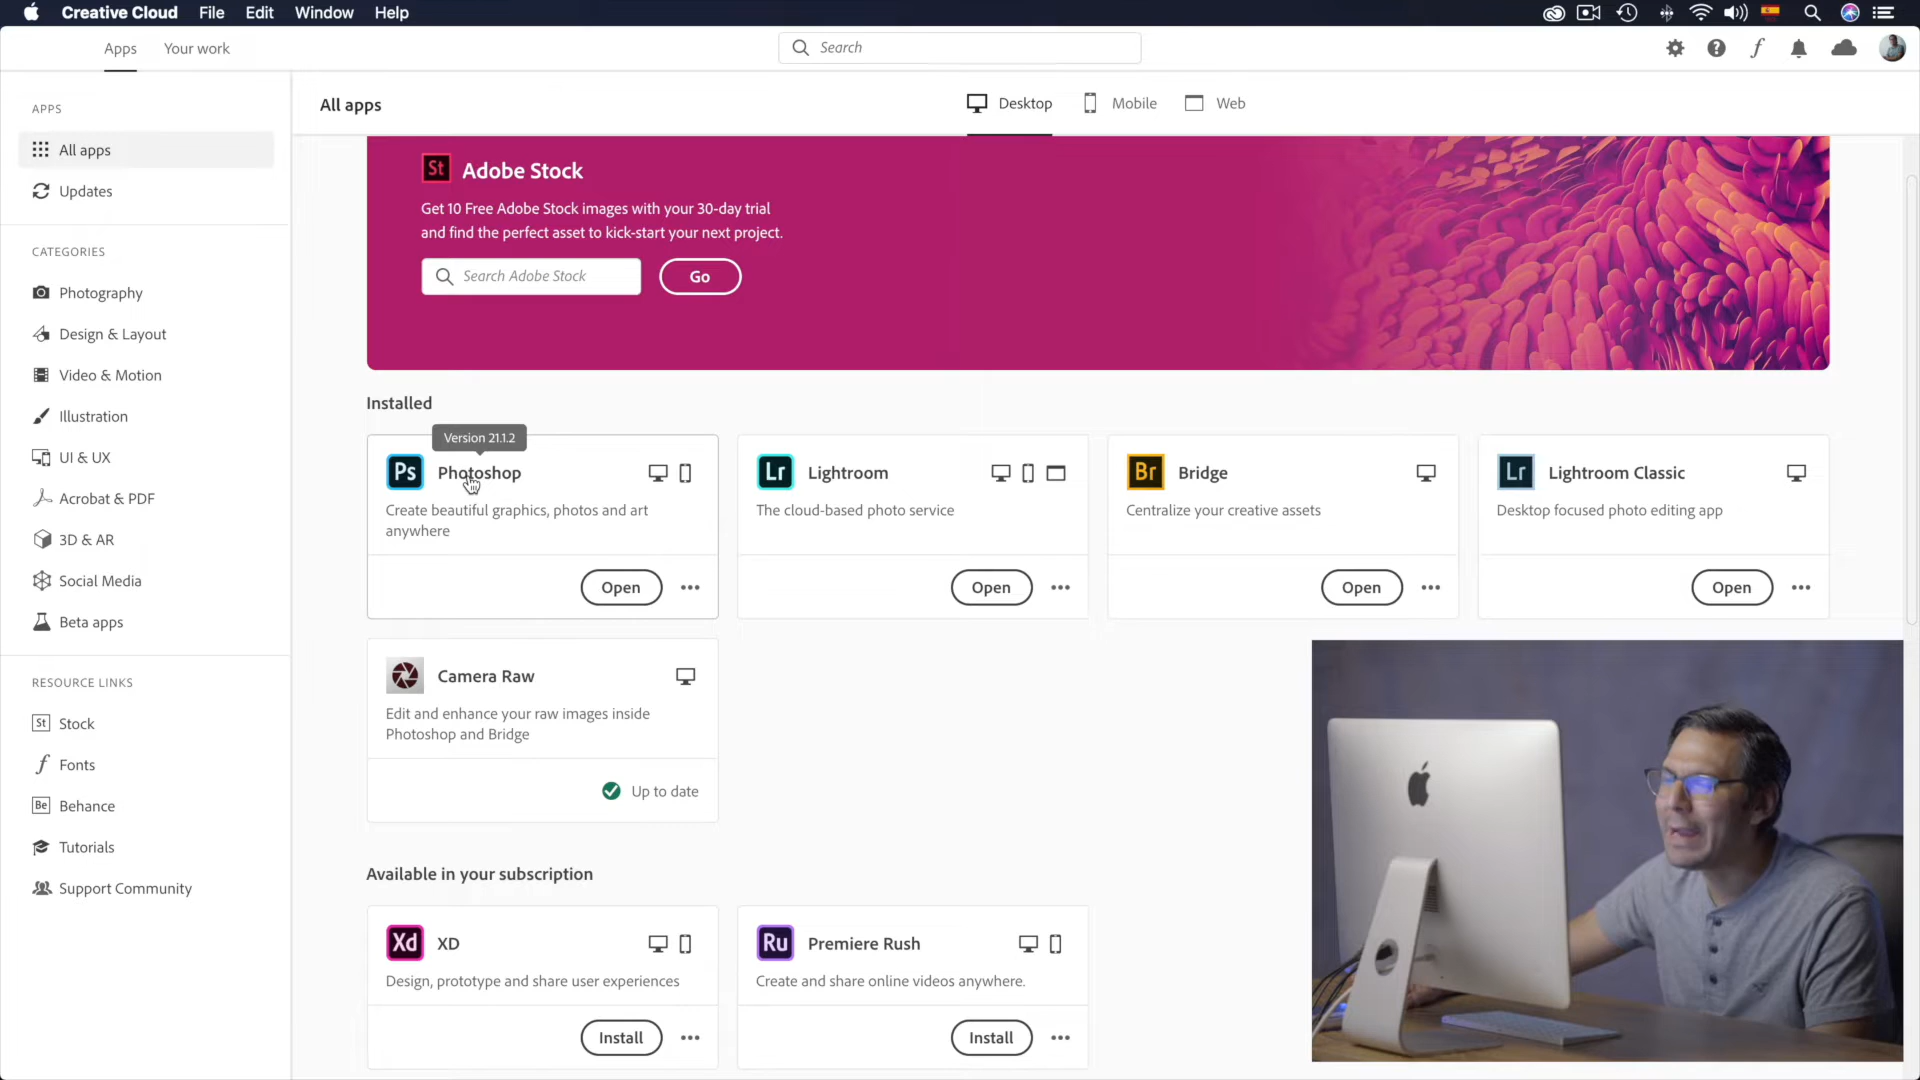 Creative Cloud File Edit Window Help
Apps Your work
Search
APPS
All apps
Updates
CATEGORIES
Photography
Design & Layout
Video & Motion
Illustration
UI & UX
Acrobat & PDF
3D & AR
Social Media
Beta apps
RESOURCE LINKS
St Stock
Fonts
Be Behance
Tutorials
Support Community
All apps
Desktop Mobile Web
St Adobe Stock
Get 10 Free Adobe Stock images with your 30-day trial
and find the perfect asset to kick-start your next project.
Search Adobe Stock Go
Installed
Version 21.1.2
Ps Photoshop
Create beautiful graphics, photos and art
anywhere
Open
Lr Lightroom
The cloud-based photo service
Open
Br Bridge
Centralize your creative assets
Open
Lr Lightroom Classic
Desktop focused photo editing app
Open
Camera Raw
Edit and enhance your raw images inside
Photoshop and Bridge
Up to date
Available in your subscription
Xd XD
Design, prototype and share user experiences
Install
Ru Premiere Rush
Create and share online videos anywhere.
Install